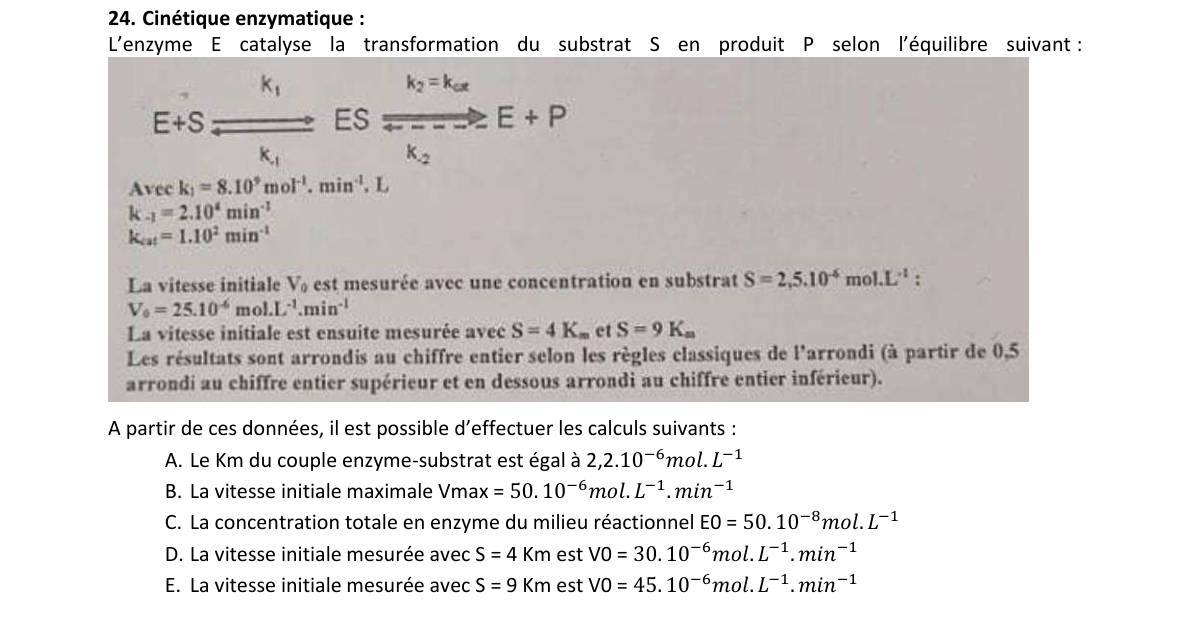 24. Cinétique enzymatique :
L'enzyme E catalyse la transformation du substrat S en produit P selon l'équilibre suivant :
k₁ k₂ = kcat
E+S ES E + P
k-₁ k-₂
Avec k₁ = 8.10⁹ mol⁻¹. min⁻¹. L
k -₁ = 2.10⁴ min⁻¹
kcat = 1.10² min⁻¹
La vitesse initiale V₀ est mesurée avec une concentration en substrat S = 2,5.10⁻⁶ mol.L⁻¹ :
V₀ = 25.10⁻⁶ mol.L⁻¹.min⁻¹
La vitesse initiale est ensuite mesurée avec S = 4 Kₘ et S = 9 Kₘ
Les résultats sont arrondis au chiffre entier selon les règles classiques de l'arrondi (à partir de 0,5
arrondi au chiffre entier supérieur et en dessous arrondi au chiffre entier inférieur).
A partir de ces données, il est possible d'effectuer les calculs suivants :
A. Le Km du couple enzyme-substrat est égal à 2,2.10⁻⁶mol.L⁻¹
B. La vitesse initiale maximale Vmax = 50.10⁻⁶mol.L⁻¹.min⁻¹
C. La concentration totale en enzyme du milieu réactionnel E0 = 50.10⁻⁸mol.L⁻¹
D. La vitesse initiale mesurée avec S = 4 Km est V0 = 30.10⁻⁶mol.L⁻¹.min⁻¹
E. La vitesse initiale mesurée avec S = 9 Km est V0 = 45.10⁻⁶mol.L⁻¹.min⁻¹